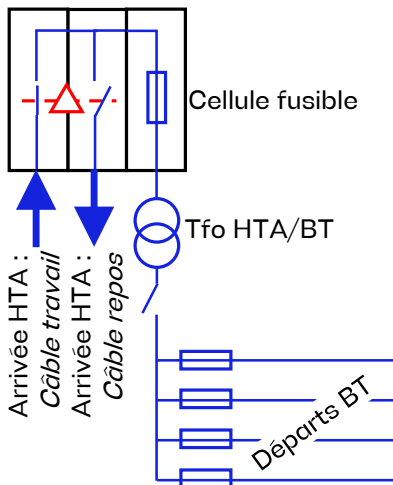 Cellule fusible
Tfo HTA/BT
Arrivée HTA :
Câble travail
Arrivée HTA :
Câble repos
Départs BT